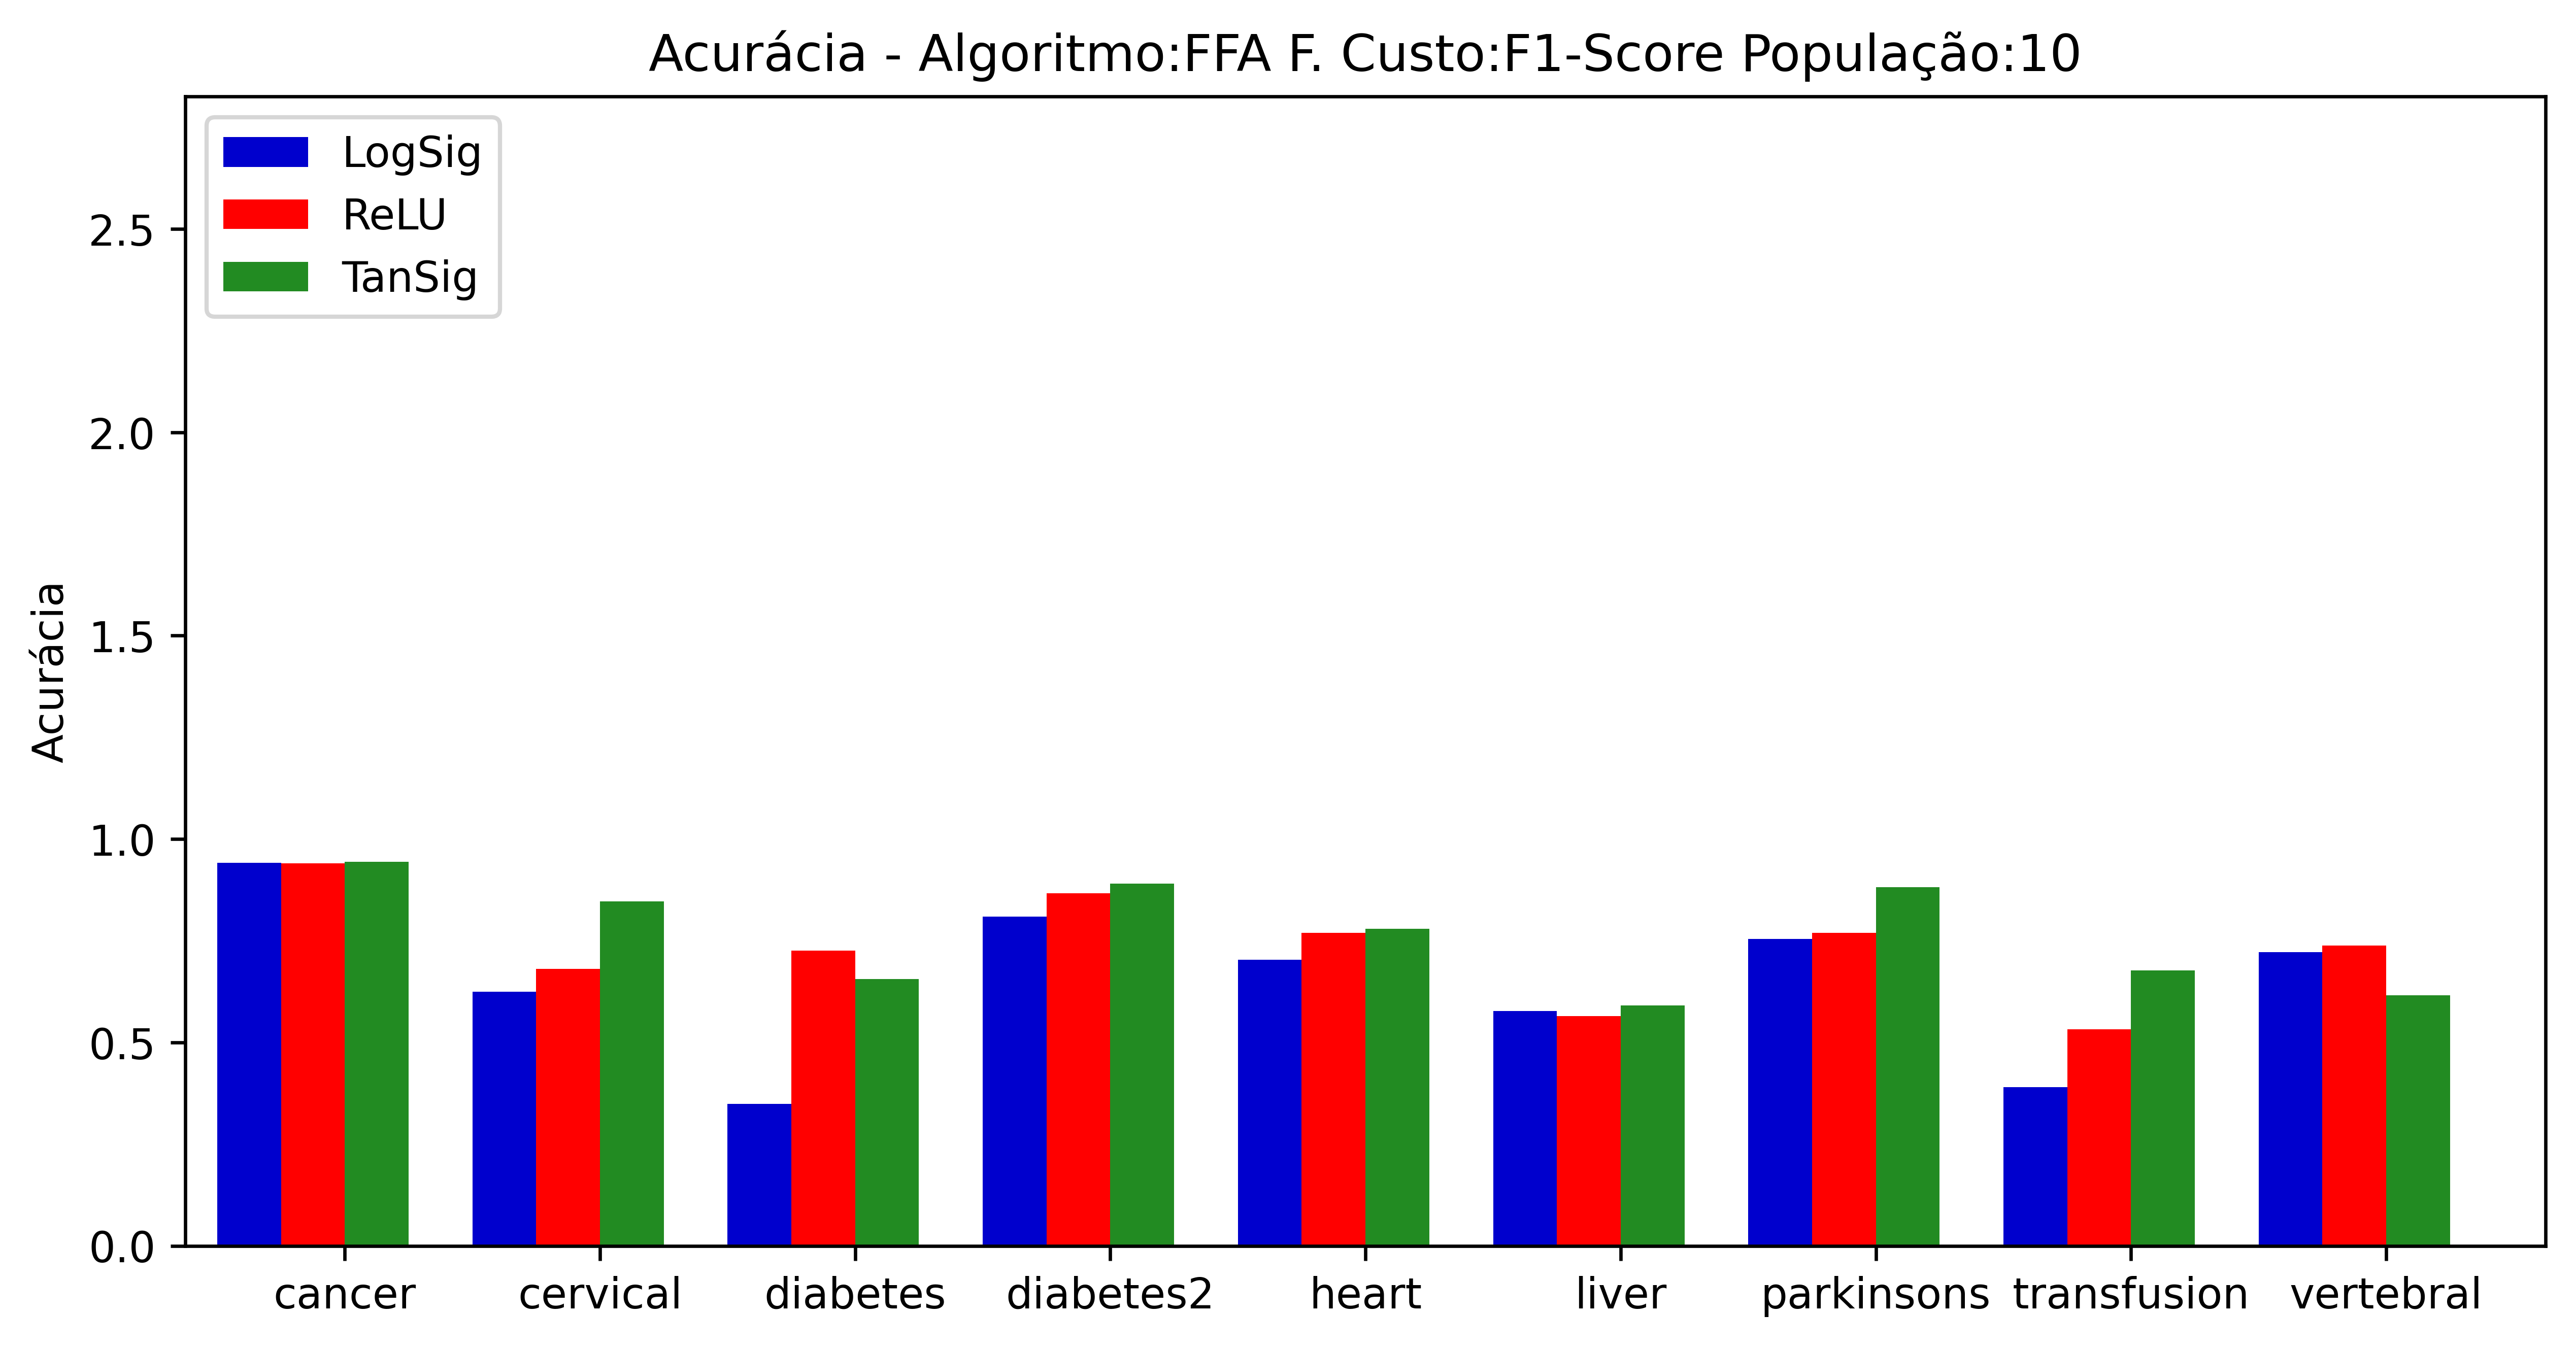 Acurácia - Algoritmo:FFA F. Custo:F1-Score População:10
LogSig
ReLU
TanSig
Acurácia
2.5
2.0
1.5
1.0
0.5
0.0
cancer cervical diabetes diabetes2 heart liver parkinsons transfusion vertebral